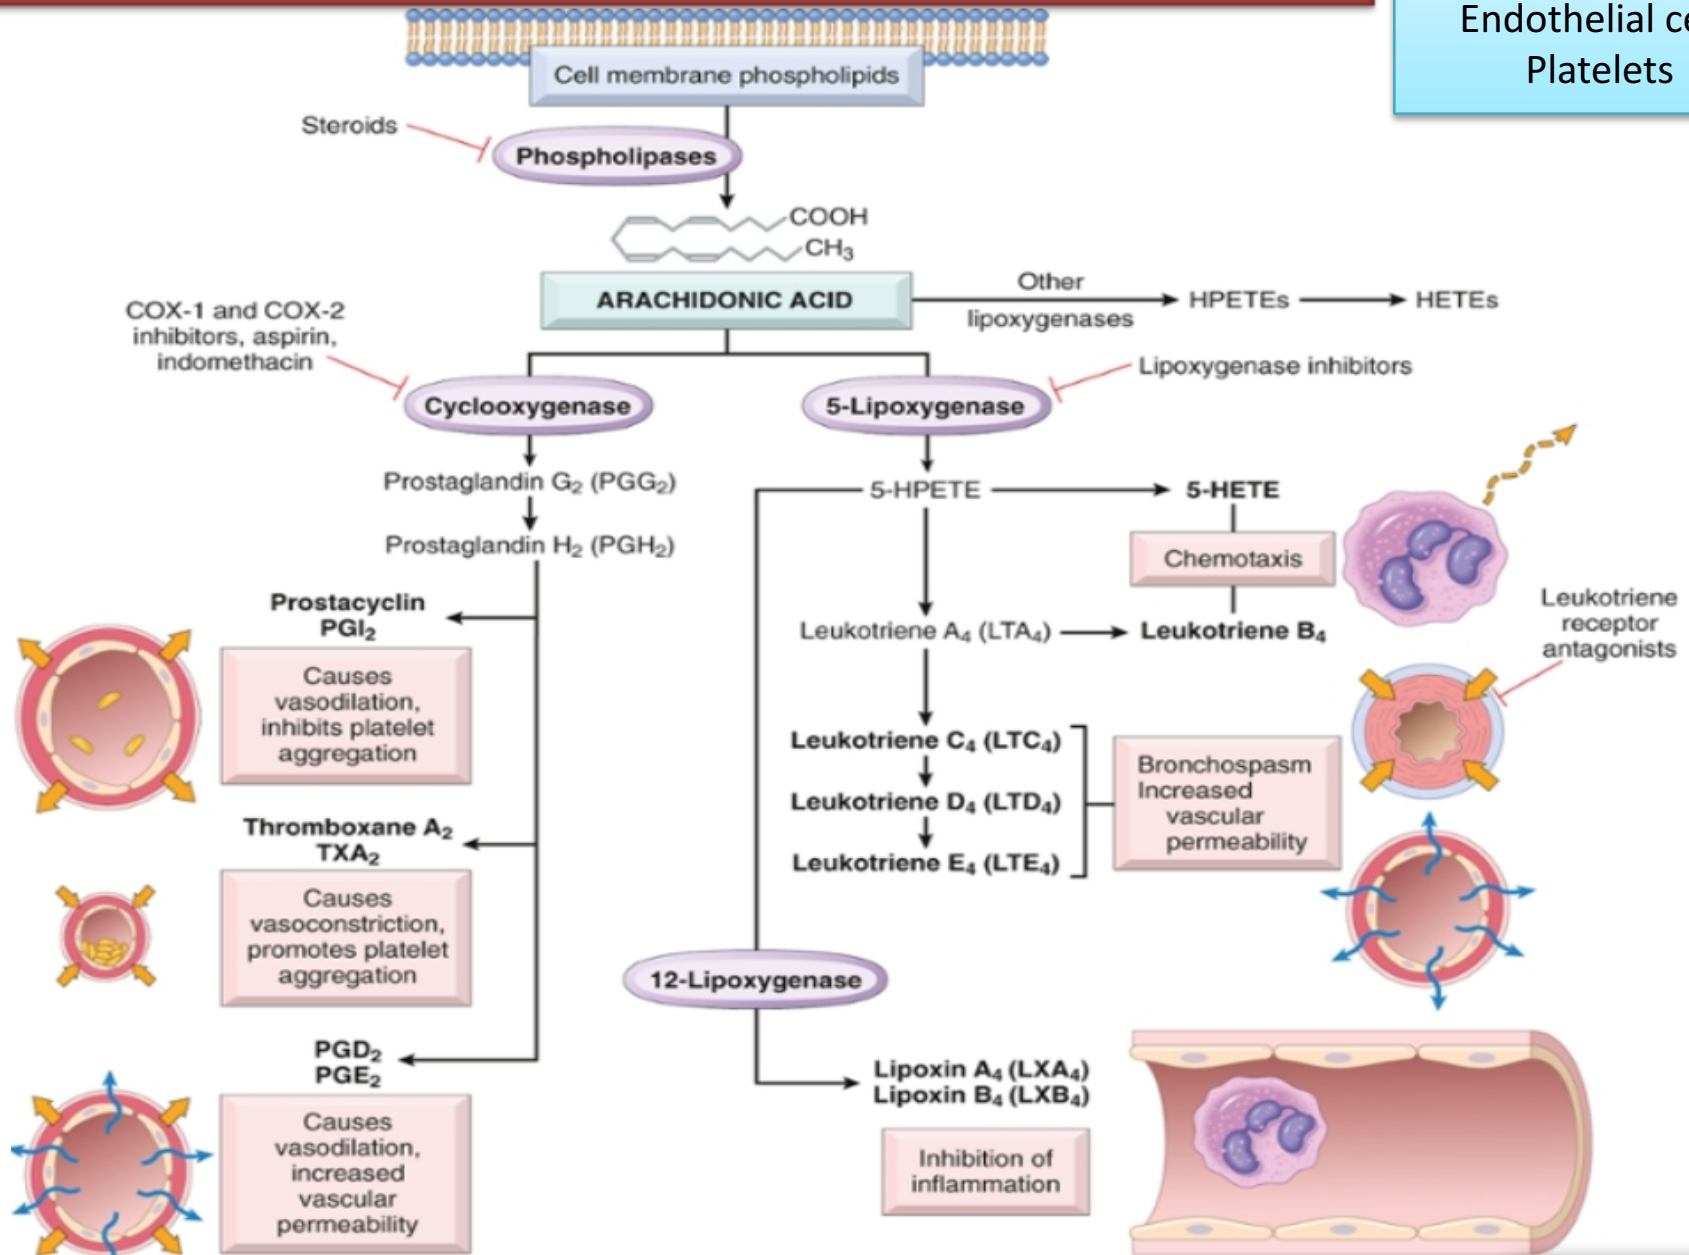 Endothelial
Platelets
Cell membrane phospholipids
Steroids
Phospholipases
COOH
CH₃
ARACHIDONIC ACID
Other
lipoxygenases
HPETEs
HETEs
COX-1 and COX-2
inhibitors, aspirin,
indomethacin
Lipoxygenase inhibitors
Cyclooxygenase
5-Lipoxygenase
Prostaglandin G₂ (PGG₂)
5-HPETE
5-HETE
Prostaglandin H₂ (PGH₂)
Chemotaxis
Leukotriene
receptor
antagonists
Prostacyclin
PGI₂
Leukotriene A₄ (LTA₄)
Leukotriene B₄
Causes
vasodilation,
inhibits platelet
aggregation
Leukotriene C₄ (LTC₄)
Leukotriene D₄ (LTD₄)
Leukotriene E₄ (LTE₄)
Bronchospasm
Increased
vascular
permeability
Thromboxane A₂
TXA₂
Causes
vasoconstriction,
promotes platelet
aggregation
12-Lipoxygenase
PGD₂
PGE₂
Lipoxin A₄ (LXA₄)
Lipoxin B₄ (LXB₄)
Causes
vasodilation,
increased
vascular
permeability
Inhibition of
inflammation